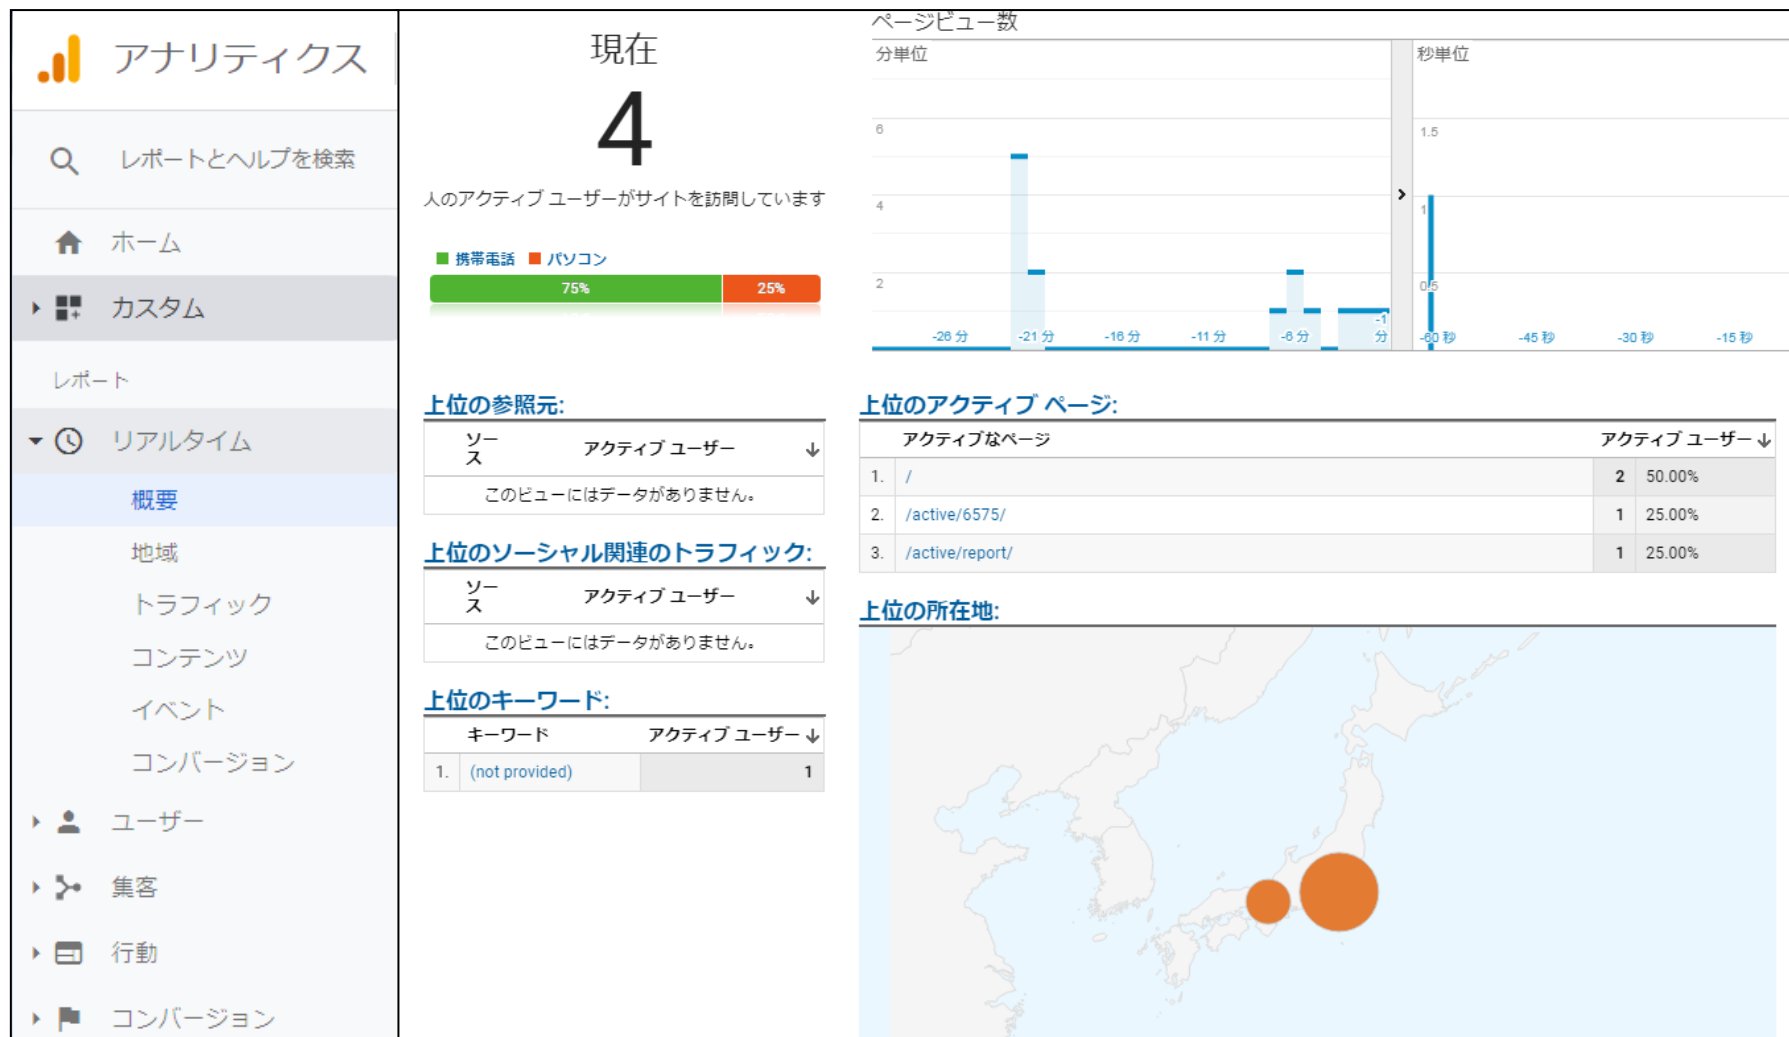 アナリティクス
レポートとヘルプを検索
ホーム
カスタム
レポート
リアルタイム
概要
地域
トラフィック
コンテンツ
イベント
コンバージョン
ユーザー
集客
行動
コンバージョン
現在
4
人のアクティブ ユーザーがサイトを訪問しています
携帯電話 パソコン
75% 25%
ページビュー数
分単位
6
4
2
-26 分 -21 分 -16 分 -11 分 -6 分 -1 分
秒単位
1.5
1
0.5
-60 秒 -45 秒 -30 秒 -15 秒
上位の参照元:
ソース アクティブ ユーザー
このビューにはデータがありません。
上位のソーシャル関連のトラフィック:
ソース アクティブ ユーザー
このビューにはデータがありません。
上位のキーワード:
キーワード アクティブ ユーザー
1. (not provided) 1
上位のアクティブ ページ:
アクティブなページ アクティブ ユーザー
1. / 2 50.00%
2. /active/6575/ 1 25.00%
3. /active/report/ 1 25.00%
上位の所在地: